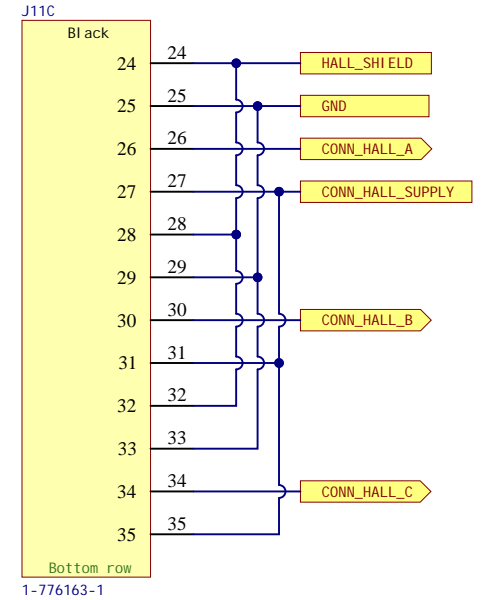 J11C
Black
24 24 HALL_SHIELD
25 25 GND
26 26 CONN_HALL_A
27 27 CONN_HALL_SUPPLY
28 28
29 29
30 30 CONN_HALL_B
31 31
32 32
33 33
34 34 CONN_HALL_C
35 35
Bottom row
1-776163-1